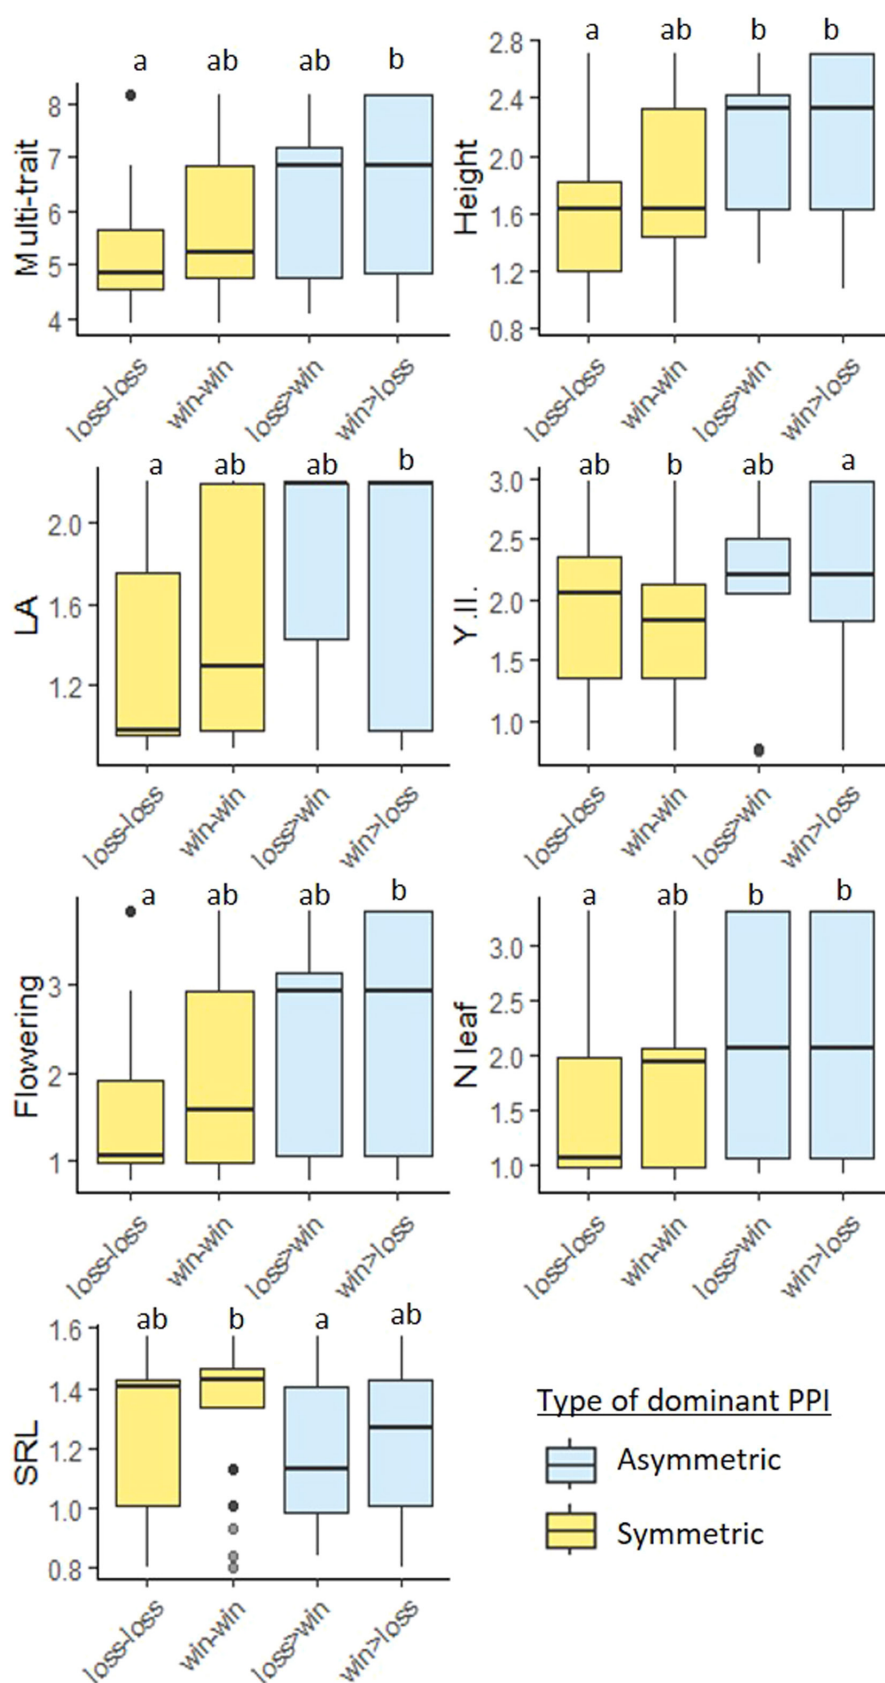 a ab ab b
Multi-trait
8
7
6
5
4
loss-loss win-win loss>win win>loss
a ab b b
Height
2.8
2.4
2.0
1.6
1.2
0.8
loss-loss win-win loss>win win>loss
a ab ab b
LA
2.0
1.6
1.2
loss-loss win-win loss>win win>loss
ab b ab a
Y.II.
3.0
2.5
2.0
1.5
1.0
loss-loss win-win loss>win win>loss
a ab ab b
Flowering
3
2
1
loss-loss win-win loss>win win>loss
a ab b b
N leaf
3.0
2.5
2.0
1.5
1.0
loss-loss win-win loss>win win>loss
ab b a ab
SRL
1.6
1.4
1.2
1.0
0.8
loss-loss win-win loss>win win>loss
Type of dominant PPI
Asymmetric
Symmetric